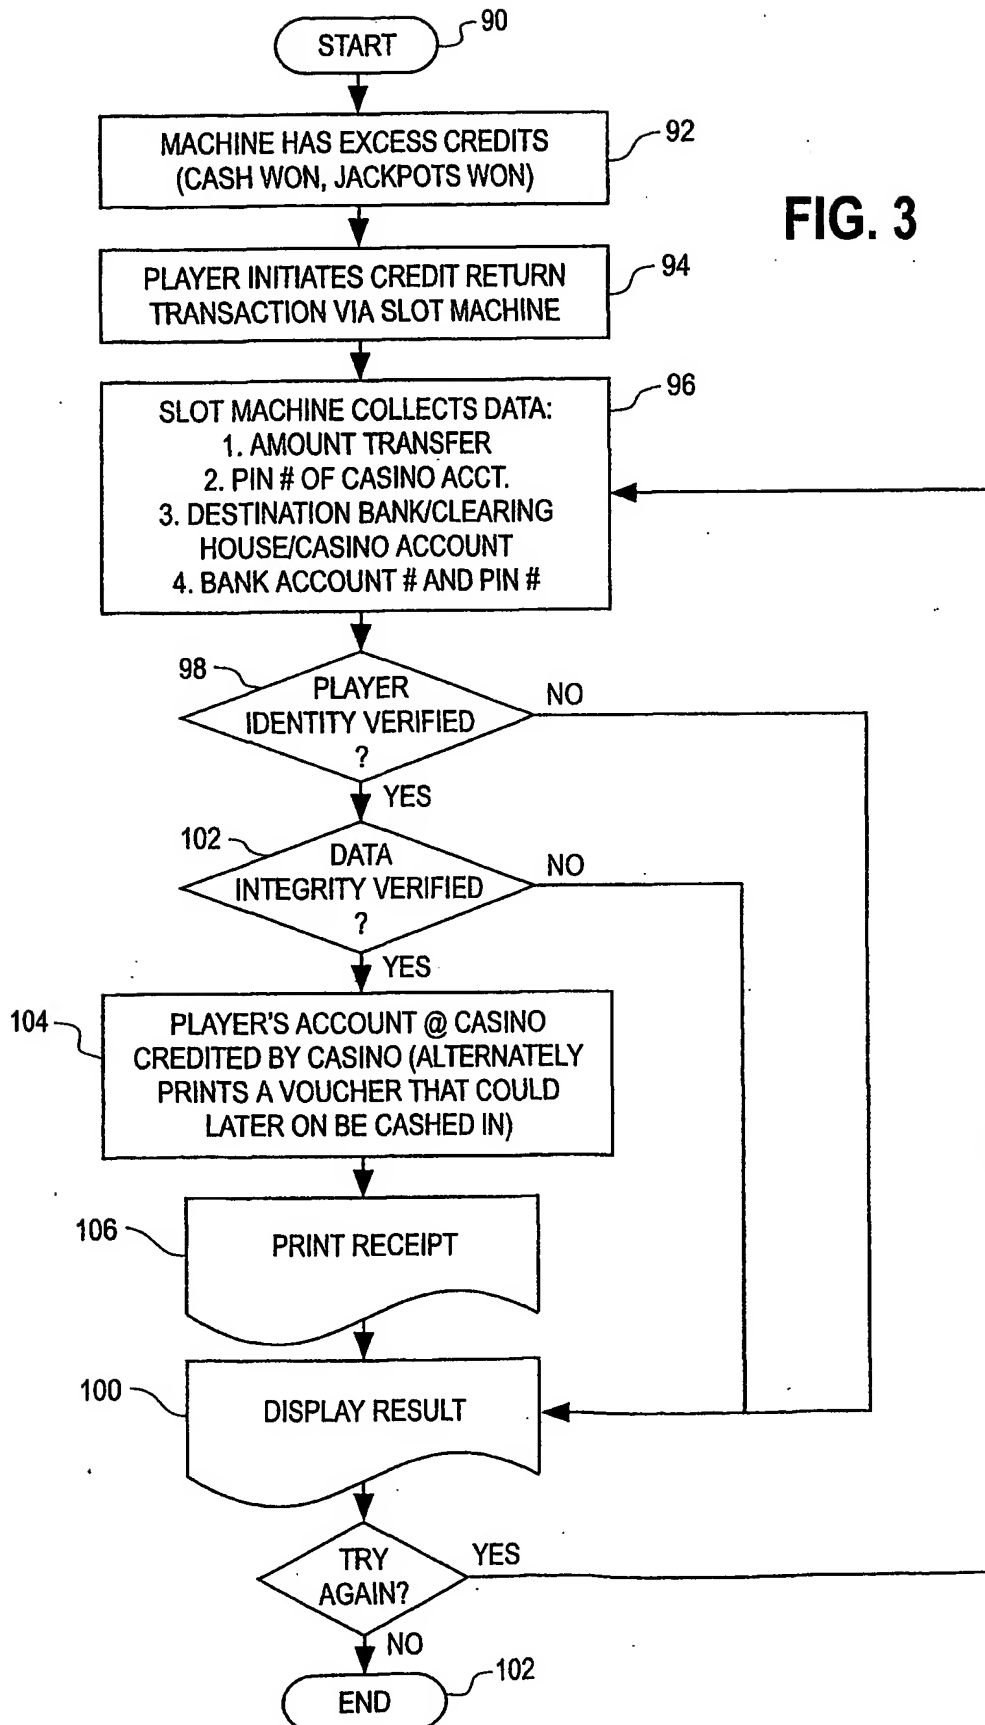 START
90
MACHINE HAS EXCESS CREDITS
(CASH WON, JACKPOTS WON)
92
FIG. 3
PLAYER INITIATES CREDIT RETURN
TRANSACTION VIA SLOT MACHINE
94
SLOT MACHINE COLLECTS DATA:
1. AMOUNT TRANSFER
2. PIN # OF CASINO ACCT.
3. DESTINATION BANK/CLEARING
HOUSE/CASINO ACCOUNT
4. BANK ACCOUNT # AND PIN #
96
98
PLAYER
IDENTITY VERIFIED
?
NO
YES
102
DATA
INTEGRITY VERIFIED
?
NO
YES
104
PLAYER'S ACCOUNT @ CASINO
CREDITED BY CASINO (ALTERNATELY
PRINTS A VOUCHER THAT COULD
LATER ON BE CASHED IN)
106
PRINT RECEIPT
100
DISPLAY RESULT
TRY
AGAIN?
YES
NO
END
102